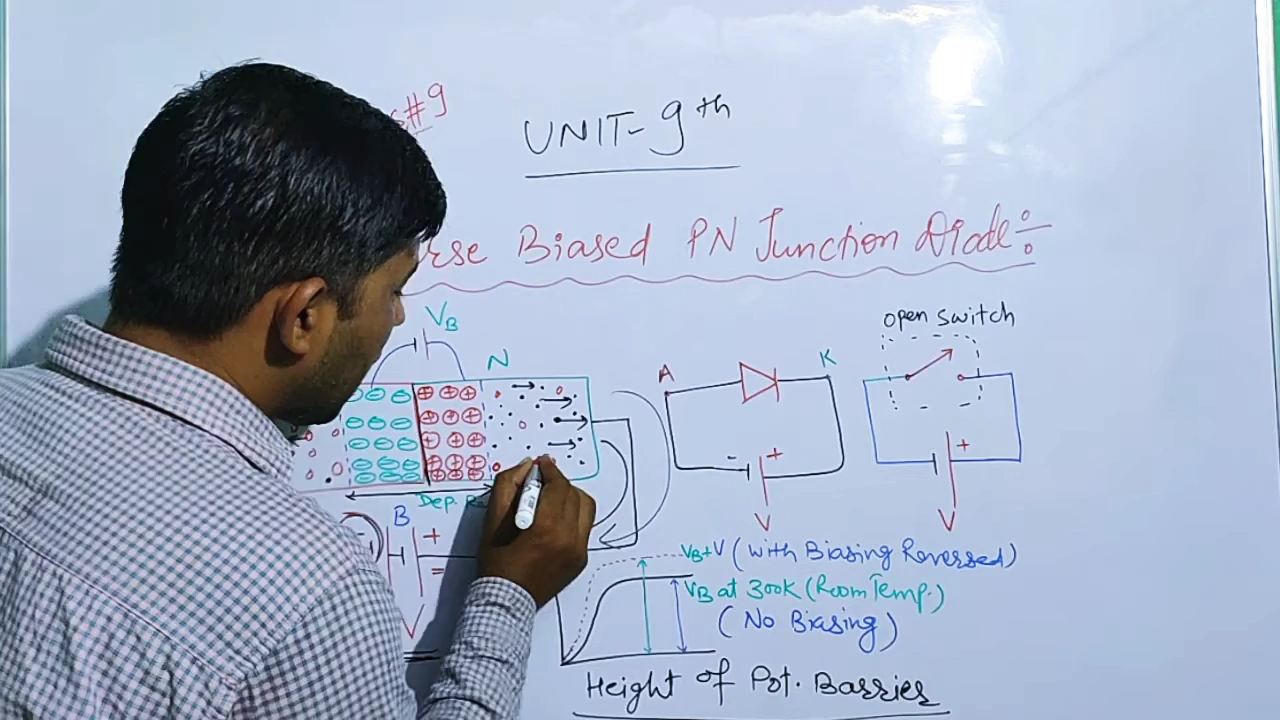 s#9
UNIT-9th
rse Biased PN Junction Diode÷
VB
N
A
K
open switch
Dep. Re
B
+
=
- +
V
+
V
VB+V (with Biasing Reversed)
VB at 300K (Room Temp.)
(No Biasing)
Height of Pot. Barrier